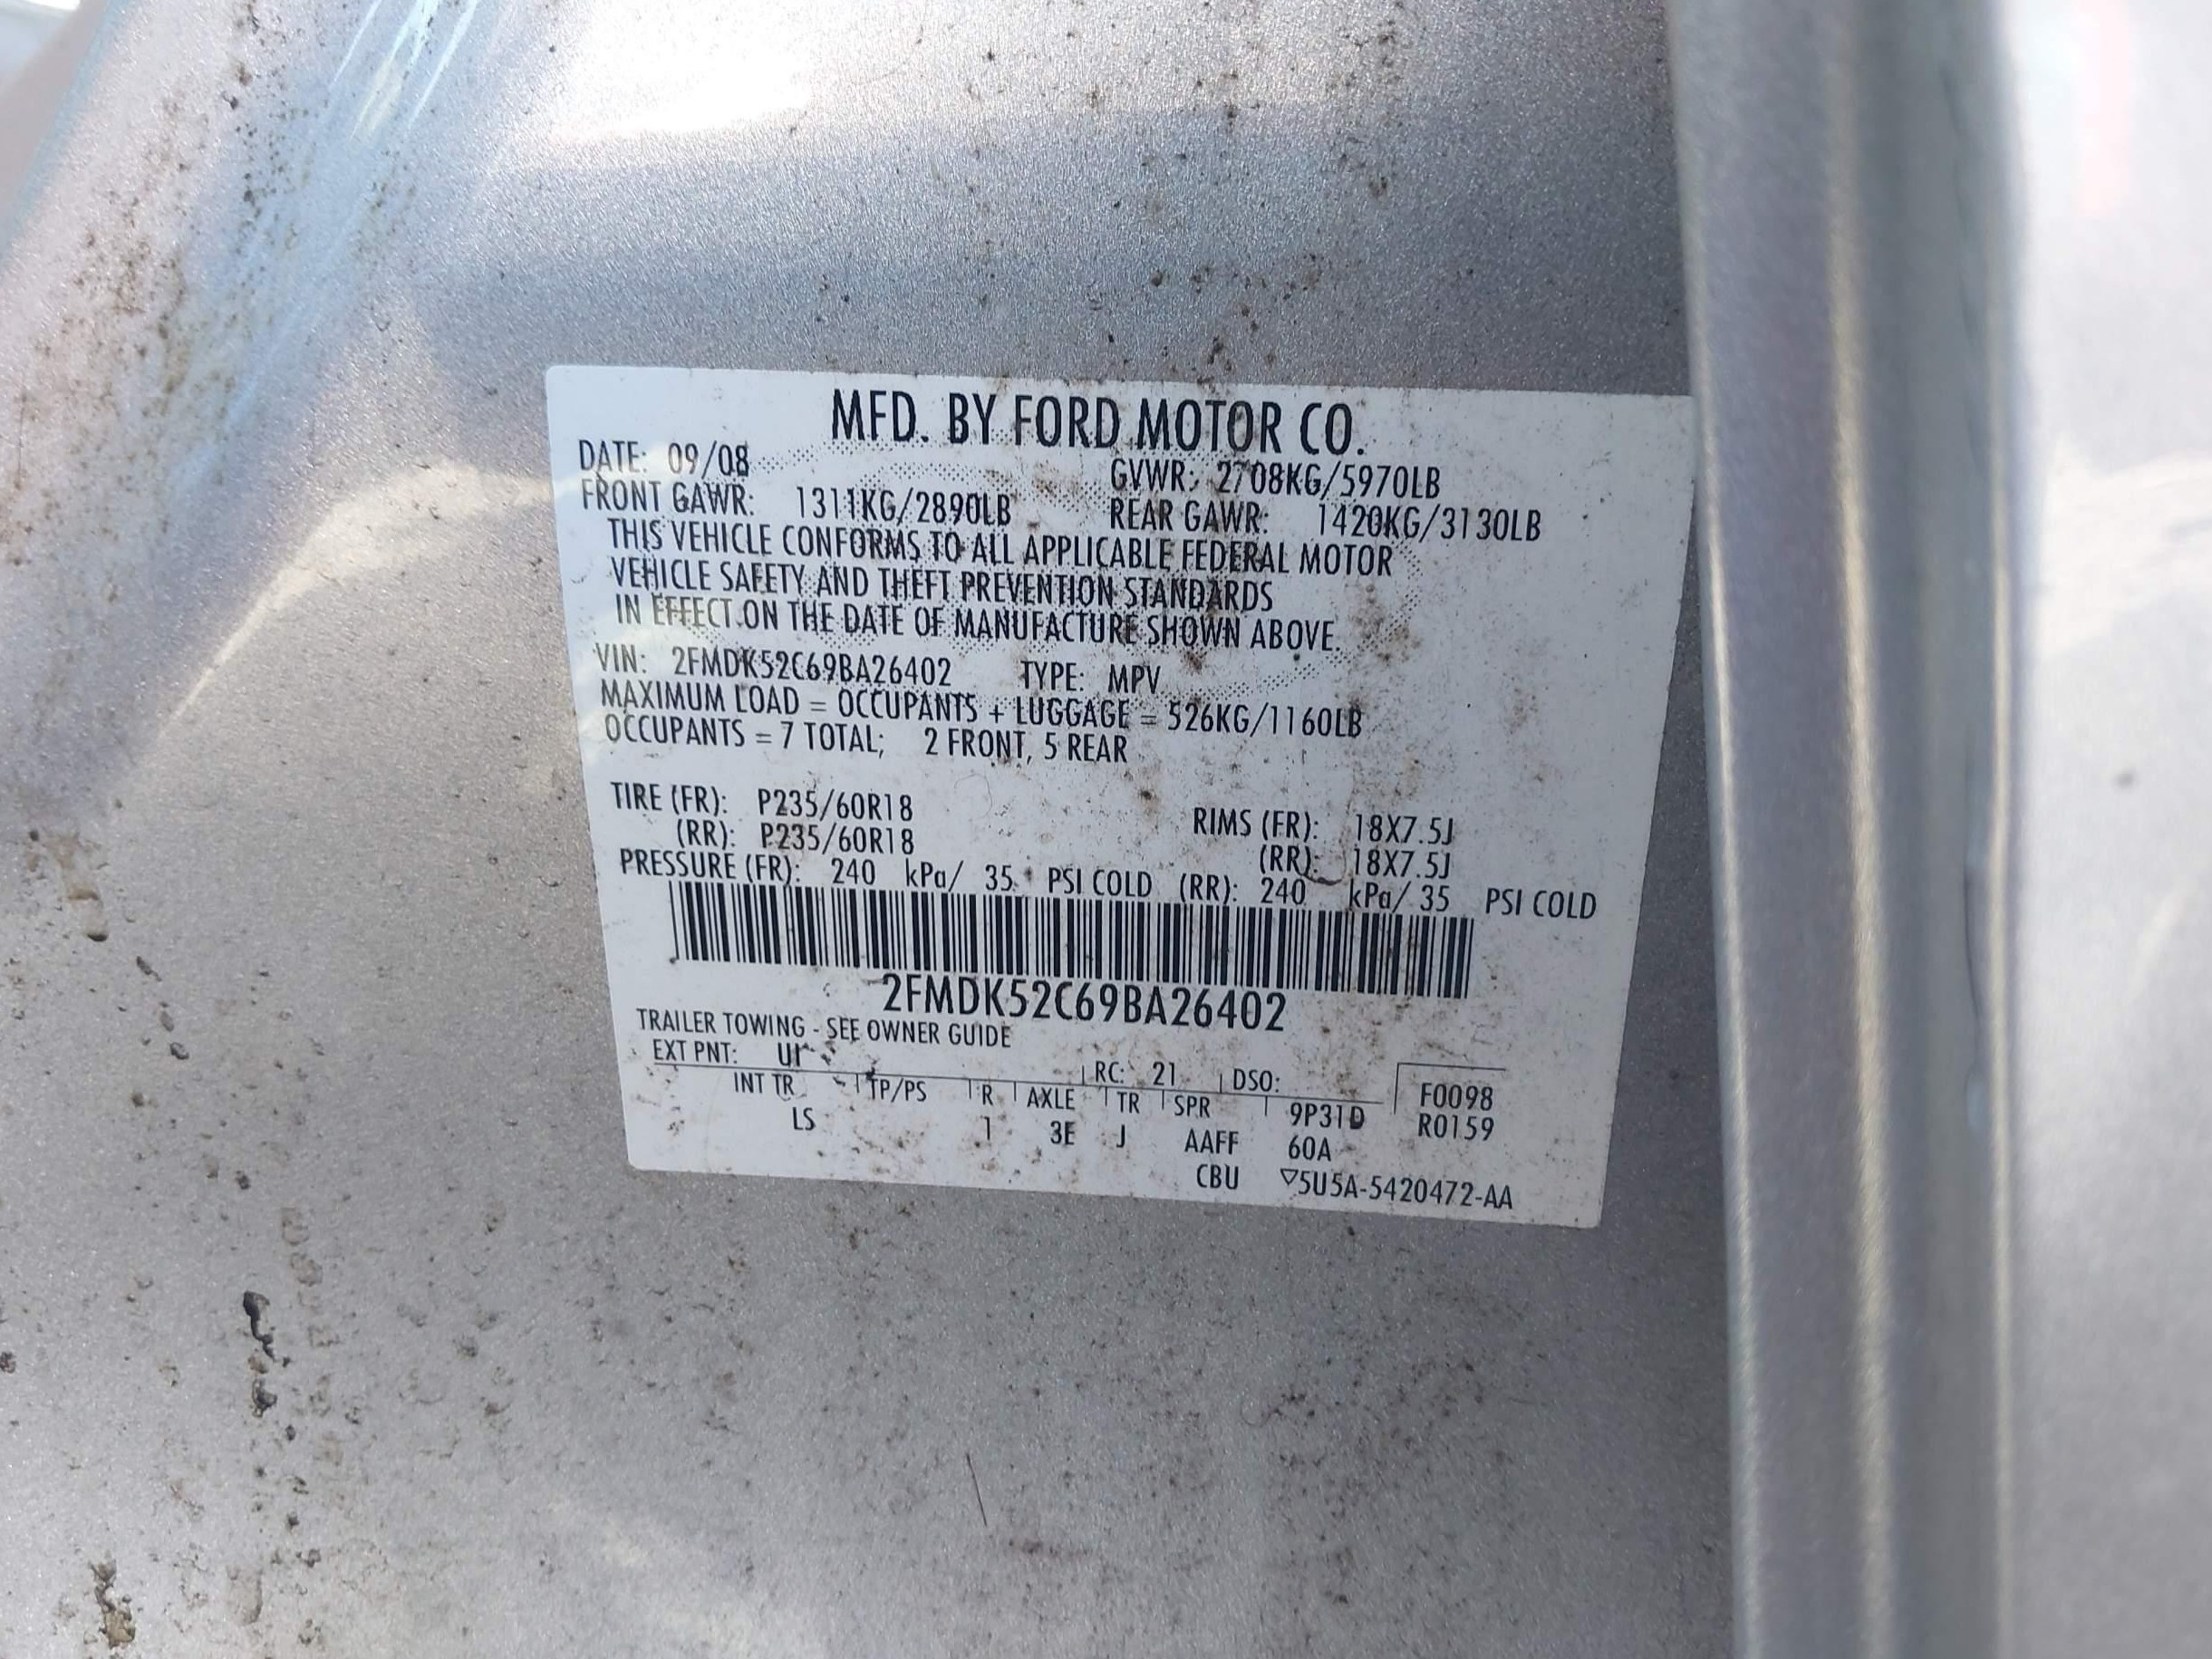 MFD. BY FORD MOTOR CO.
DATE: 09/08 GVWR: 2708KG/5970LB
FRONT GAWR: 1311KG/2890LB REAR GAWR: 1420KG/3130LB
THIS VEHICLE CONFORMS TO ALL APPLICABLE FEDERAL MOTOR
VEHICLE SAFETY AND THEFT PREVENTION STANDARDS
IN EFFECT ON THE DATE OF MANUFACTURE SHOWN ABOVE.
VIN: 2FMDK52C69BA26402 TYPE: MPV
MAXIMUM LOAD = OCCUPANTS + LUGGAGE = 526KG/1160LB
OCCUPANTS = 7 TOTAL; 2 FRONT, 5 REAR
TIRE (FR): P235/60R18 RIMS (FR): 18X7.5J
(RR): P235/60R18 (RR): 18X7.5J
PRESSURE (FR): 240 kPa/ 35 PSI COLD (RR): 240 kPa/ 35 PSI COLD
2FMDK52C69BA26402
TRAILER TOWING - SEE OWNER GUIDE
EXT PNT: RC: 21 DSO: F0098
INT TR TP/PS R AXLE TR SPR 9P31D R0159
LS 1 3E J AAFF 60A
CBU ▽5U5A-5420472-AA